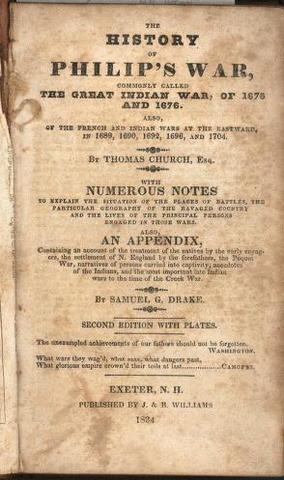 THE
HISTORY
OF
PHILIP'S WAR,
COMMONLY CALLED
THE GREAT INDIAN WAR, OF 1675
AND 1676.
ALSO,
OF THE FRENCH AND INDIAN WARS AT THE EASTWARD,
IN 1689, 1690, 1692, 1696, AND 1704.
BY THOMAS CHURCH, ESQ.
WITH
NUMEROUS NOTES
TO EXPLAIN THE SITUATION OF THE PLACES OF BATTLES, THE
PARTICULAR GEOGRAPHY OF THE RAVAGED COUNTRY
AND THE LIVES OF THE PRINCIPAL PERSONS
ENGAGED IN THOSE WARS.
ALSO,
AN APPENDIX,
Containing an account of the treatment of the natives by the early voyag-
ers, the settlement of N. England by the forefathers, the Pequot
War, narratives of persons carried into captivity; anecdotes
of the Indians, and the most important late Indian
wars to the time of the Creek War.
BY SAMUEL G. DRAKE.
SECOND EDITION WITH PLATES.
The unexampled achievements of our fathers should not be forgotten.
WASHINGTON.
What wars they wag'd, what seas, what dangers past,
What glorious empire crown'd their toils at last..................CAMOENS.
EXETER, N. H.
PUBLISHED BY J. & B. WILLIAMS
1834